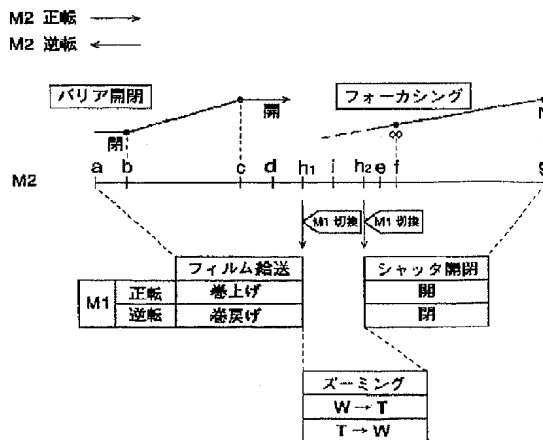 M2 正転
M2 逆転
バリア開閉
フォーカシング
開
閉
∞
N
a b c d h1 i h2 e f g
M2
M1 切換
M1 切換
フィルム給送
シャッタ開閉
M1
正転
巻上げ
開
逆転
巻戻げ
閉
ズーミング
W→T
T→W